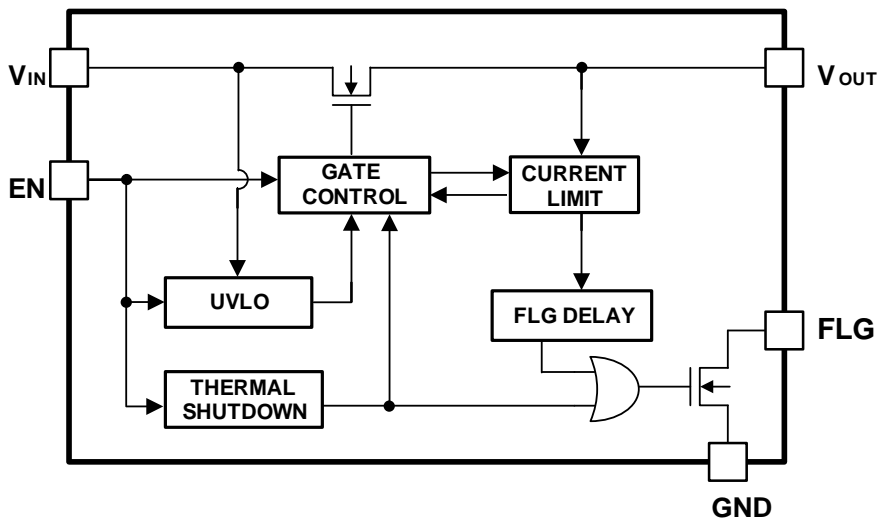 VIN
VOUT
EN
GATE
CONTROL
CURRENT
LIMIT
UVLO
FLG DELAY
FLG
THERMAL
SHUTDOWN
GND